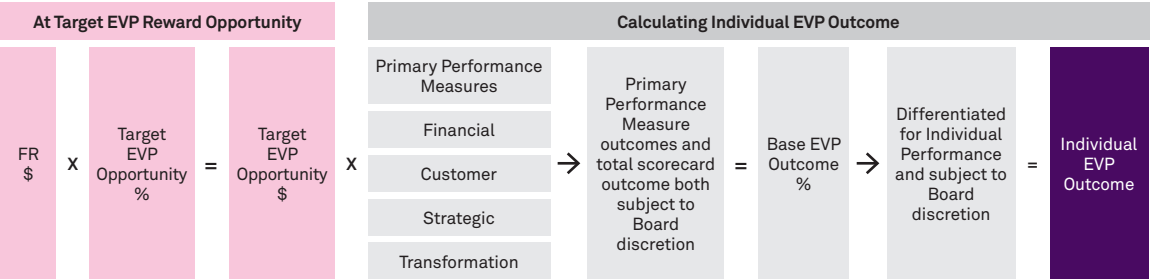 At Target EVP Reward Opportunity
Calculating Individual EVP Outcome
FR
$
X
Target
EVP
Opportunity
%
=
Target
EVP
Opportunity
$
X
Primary Performance
Measures
Financial
Customer
Strategic
Transformation
→
Primary
Performance
Measure
outcomes and
total scorecard
outcome both
subject to
Board
discretion
=
Base EVP
Outcome
%
→
Differentiated
for Individual
Performance
and subject to
Board
discretion
=
Individual
EVP
Outcome